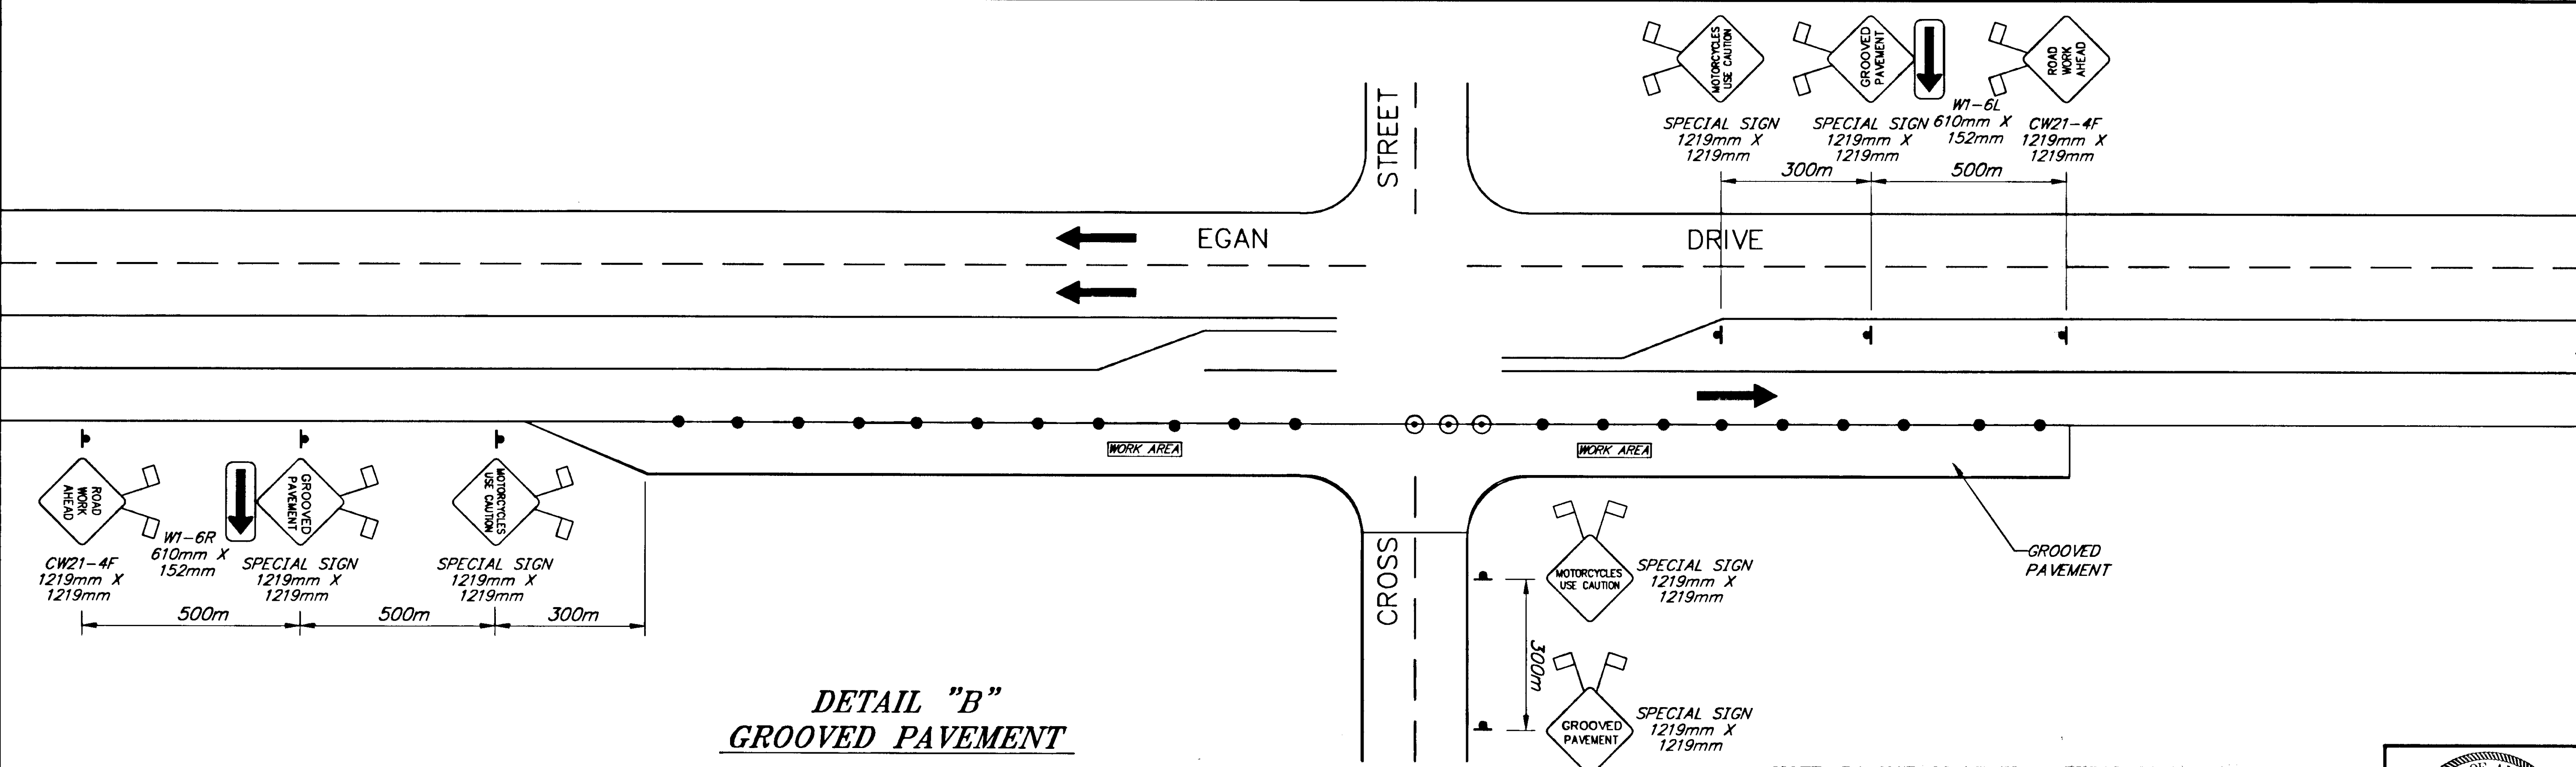 MOTORCYCLES
USE CAUTION
GROOVED
PAVEMENT
ROAD
WORK
AHEAD
SPECIAL SIGN
1219mm X
1219mm
SPECIAL SIGN
1219mm X
1219mm
W1-6L
610mm X
152mm
CW21-4F
1219mm X
1219mm
300m
500m
STREET
EGAN
DRIVE
WORK AREA
WORK AREA
ROAD
WORK
AHEAD
GROOVED
PAVEMENT
MOTORCYCLES
USE CAUTION
CW21-4F
1219mm X
1219mm
W1-6R
610mm X
152mm
SPECIAL SIGN
1219mm X
1219mm
SPECIAL SIGN
1219mm X
1219mm
500m
500m
300m
CROSS
MOTORCYCLES
USE CAUTION
SPECIAL SIGN
1219mm X
1219mm
300m
GROOVED
PAVEMENT
SPECIAL SIGN
1219mm X
1219mm
GROOVED
PAVEMENT
DETAIL "B"
GROOVED PAVEMENT